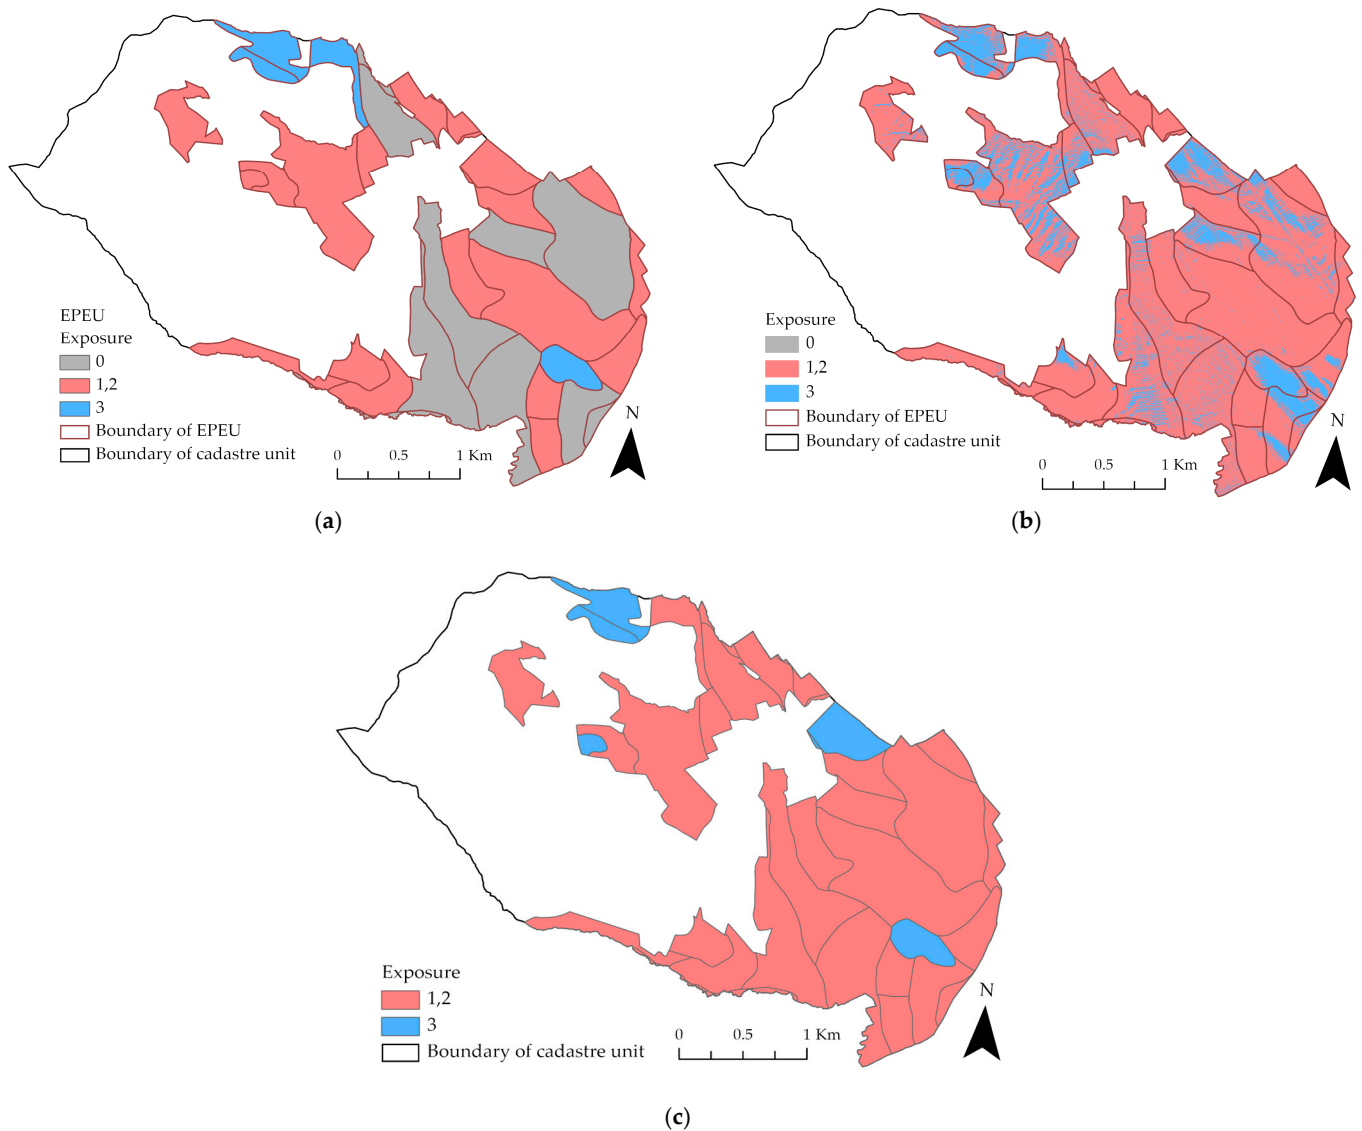 EPEU
Exposure
0
1,2
3
Boundary of EPEU
Boundary of cadastre unit
0 0.5 1 Km
N
(a)
Exposure
0
1,2
3
Boundary of EPEU
Boundary of cadastre unit
0 0.5 1 Km
N
(b)
Exposure
1,2
3
Boundary of cadastre unit
0 0.5 1 Km
N
(c)